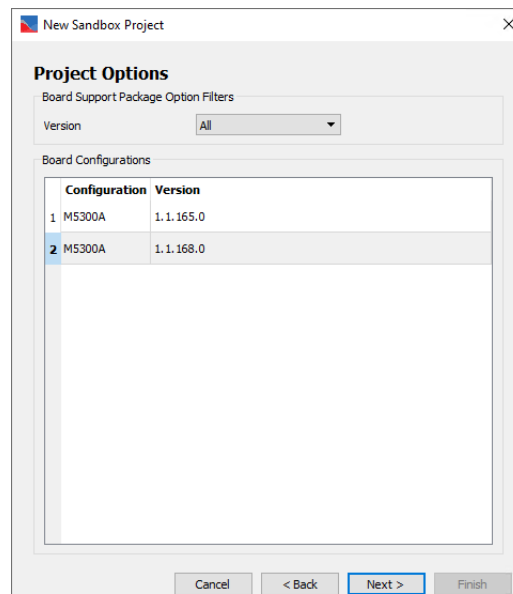 New Sandbox Project
Project Options
Board Support Package Option Filters
Version All
Board Configurations
Configuration Version
1 M5300A 1.1.165.0
2 M5300A 1.1.168.0
Cancel < Back Next > Finish